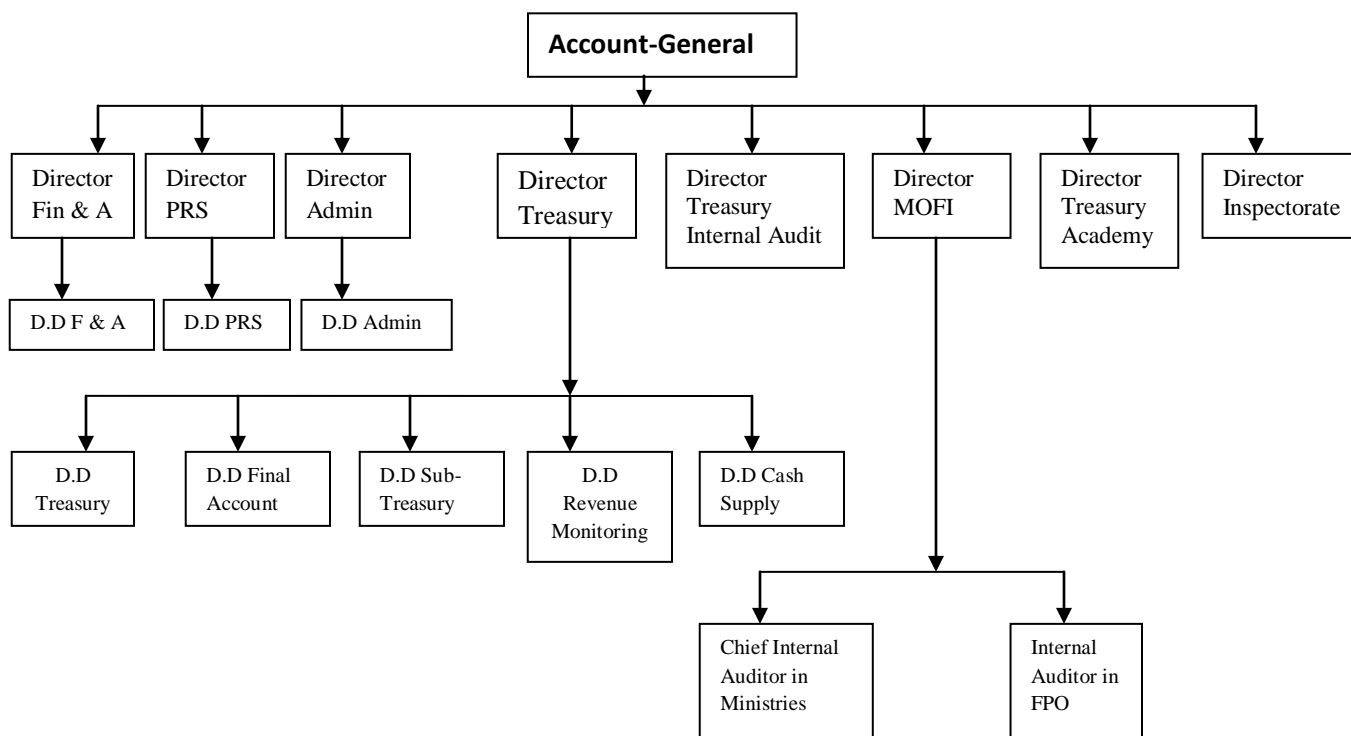 Account-General
Director
Fin & A
Director
PRS
Director
Admin
Director
Treasury
Director
Treasury
Internal Audit
Director
MOFI
Director
Treasury
Academy
Director
Inspectorate
D.D F & A
D.D PRS
D.D Admin
D.D
Treasury
D.D Final
Account
D.D Sub-
Treasury
D.D
Revenue
Monitoring
D.D Cash
Supply
Chief Internal
Auditor in
Ministries
Internal
Auditor in
FPO